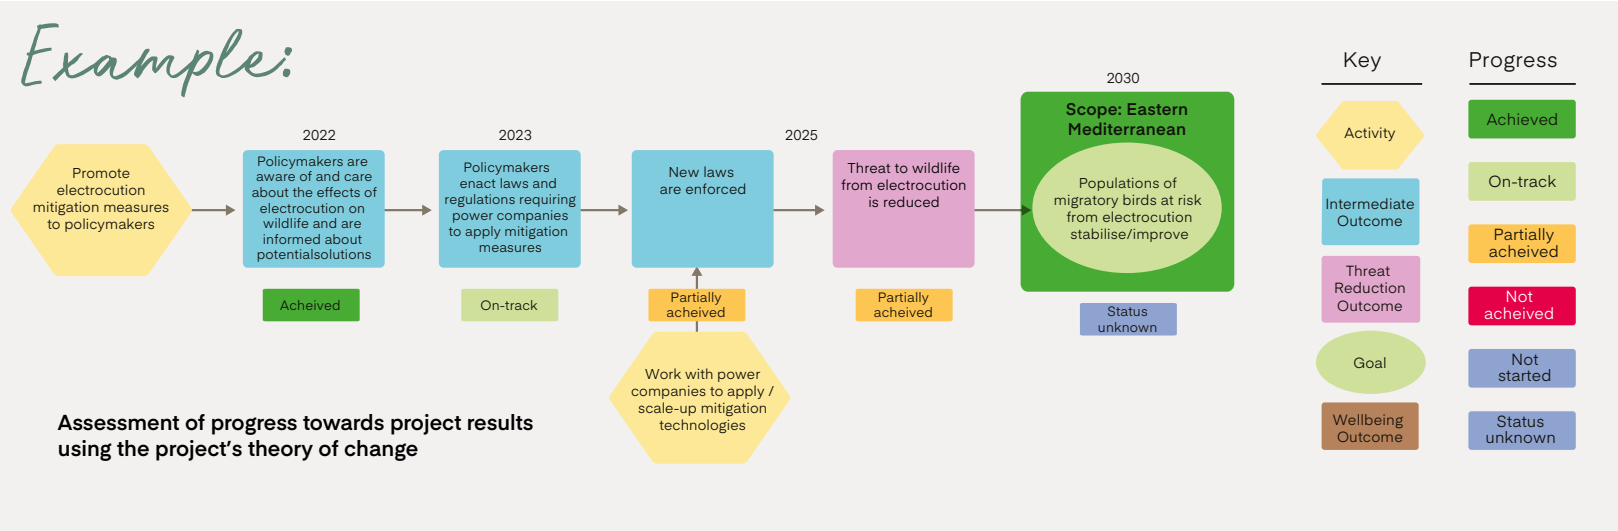 Example:
Promote
electrocution
mitigation measures
to policymakers
2022
Policymakers are
aware of and care
about the effects of
electrocution on
wildlife and are
informed about
potentialsolutions
Acheived
2023
Policymakers
enact laws and
regulations requiring
power companies
to apply mitigation
measures
On-track
New laws
are enforced
Partially
acheived
Work with power
companies to apply /
scale-up mitigation
technologies
2025
Threat to wildlife
from electrocution
is reduced
Partially
acheived
2030
Scope: Eastern
Mediterranean
Populations of
migratory birds at risk
from electrocution
stabilise/improve
Status
unknown
Assessment of progress towards project results
using the project's theory of change
Key
Activity
Intermediate
Outcome
Threat
Reduction
Outcome
Goal
Wellbeing
Outcome
Progress
Achieved
On-track
Partially
acheived
Not
acheived
Not
started
Status
unknown